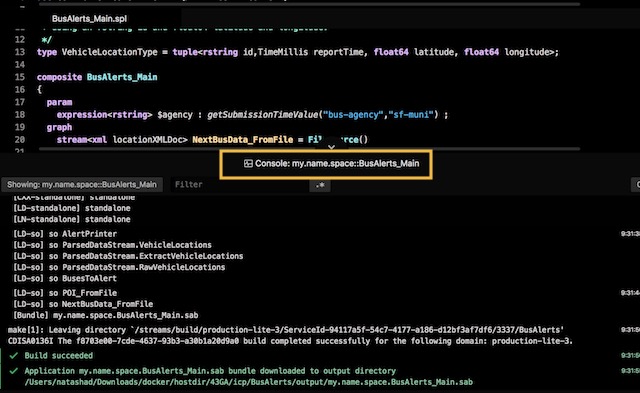 BusAlerts_Main.spl
12 */
13 type VehicleLocationType = tuple<rstring id,TimeMillis reportTime, float64 latitude, float64 longitude>;
14
15 composite BusAlerts_Main
16 {
17 param
18 expression<rstring> $agency : getSubmissionTimeValue("bus-agency","sf-muni") ;
19 graph
20 stream<xml locationXMLDoc> NextBusData_FromFile =
21
Console: my.name.space::BusAlerts_Main
Showing: my.name.space::BusAlerts_Main Filter .*
[LXX-standalone] standalone
[LD-standalone] standalone
[LN-standalone] standalone
[LD-so] so AlertPrinter 9:31:38
[LD-so] so ParsedDataStream.VehicleLocations
[LD-so] so ParsedDataStream.ExtractVehicleLocations
[LD-so] so ParsedDataStream.RawVehicleLocations
[LD-so] so BusesToAlert
[LD-so] so POI_FromFile 9:31:4
[LD-so] so NextBusData_FromFile
[Bundle] my.name.space.BusAlerts_Main.sab
make[1]: Leaving directory `/streams/build/production-lite-3/ServiceId-94117a5f-54c7-4177-a186-d12bf3af7df6/3337/BusAlerts' 9:31:5
CDISA0136I The f8703e00-7cde-4637-93b3-a30b1a20d9a0 build completed successfully for the following domain: production-lite-3.
✓ Build succeeded 9:31:5
✓ Application my.name.space.BusAlerts_Main.sab bundle downloaded to output directory 9:31:5
/Users/natashad/Downloads/docker/hostdir/43GA/icp/BusAlerts/output/my.name.space.BusAlerts_Main.sab